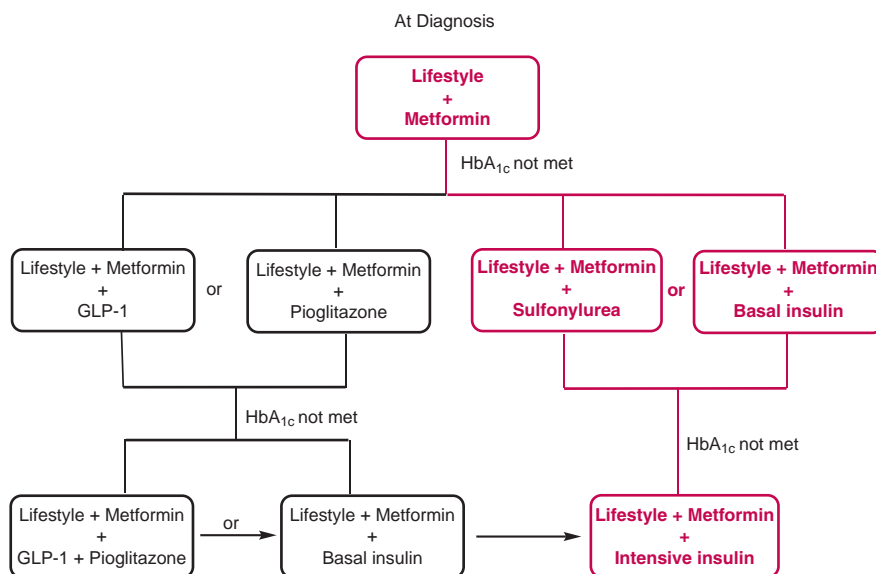 At Diagnosis
Lifestyle
+
Metformin
HbA1c not met
Lifestyle + Metformin
+
GLP-1
or
Lifestyle + Metformin
+
Pioglitazone
Lifestyle + Metformin
+
Sulfonylurea
or
Lifestyle + Metformin
+
Basal insulin
HbA1c not met
HbA1c not met
Lifestyle + Metformin
+
GLP-1 + Pioglitazone
or
Lifestyle + Metformin
+
Basal insulin
Lifestyle + Metformin
+
Intensive insulin